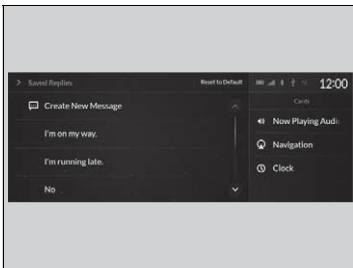 Saved Replies
Reset to Default
12:00
Create New Message
I'm on my way.
I'm running late.
No
Cards
Now Playing Audi
Navigation
Clock